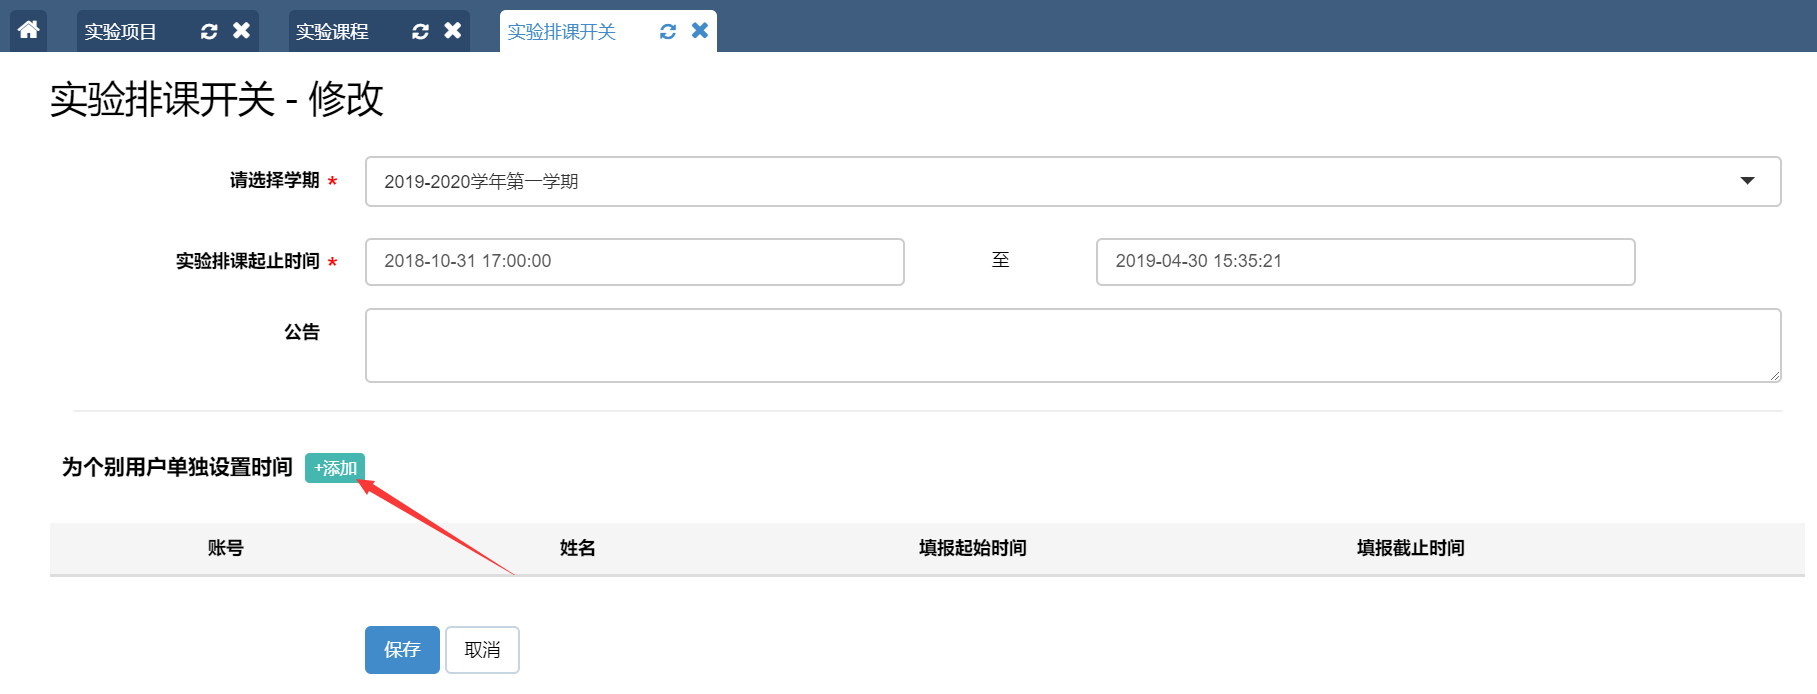 实验项目 实验课程 实验排课开关
实验排课开关 - 修改
请选择学期 * 2019-2020学年第一学期
实验排课起止时间 * 2018-10-31 17:00:00 至 2019-04-30 15:35:21
公告
为个别用户单独设置时间 +添加
账号 姓名 填报起始时间 填报截止时间
保存 取消